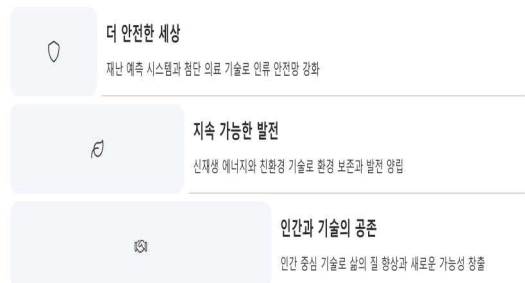 더 안전한 세상
재난 예측 시스템과 첨단 의료 기술로 인류 안전망 강화
지속 가능한 발전
신재생 에너지와 친환경 기술로 환경 보존과 발전 양립
인간과 기술의 공존
인간 중심 기술로 삶의 질 향상과 새로운 가능성 창출